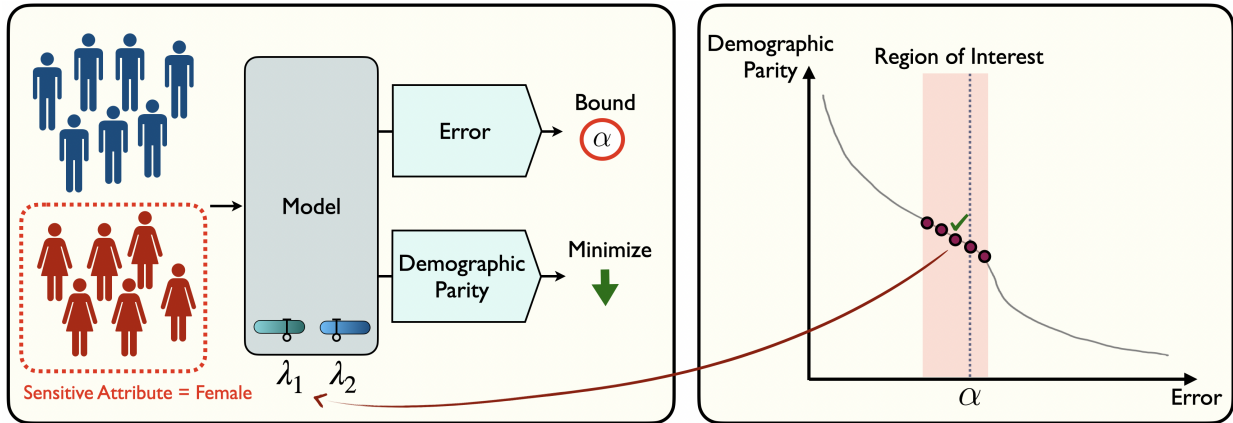 Model
Error
Bound
α
Demographic
Parity
Minimize
λ1 λ2
Sensitive Attribute = Female
Demographic
Parity
Region of Interest
α
Error